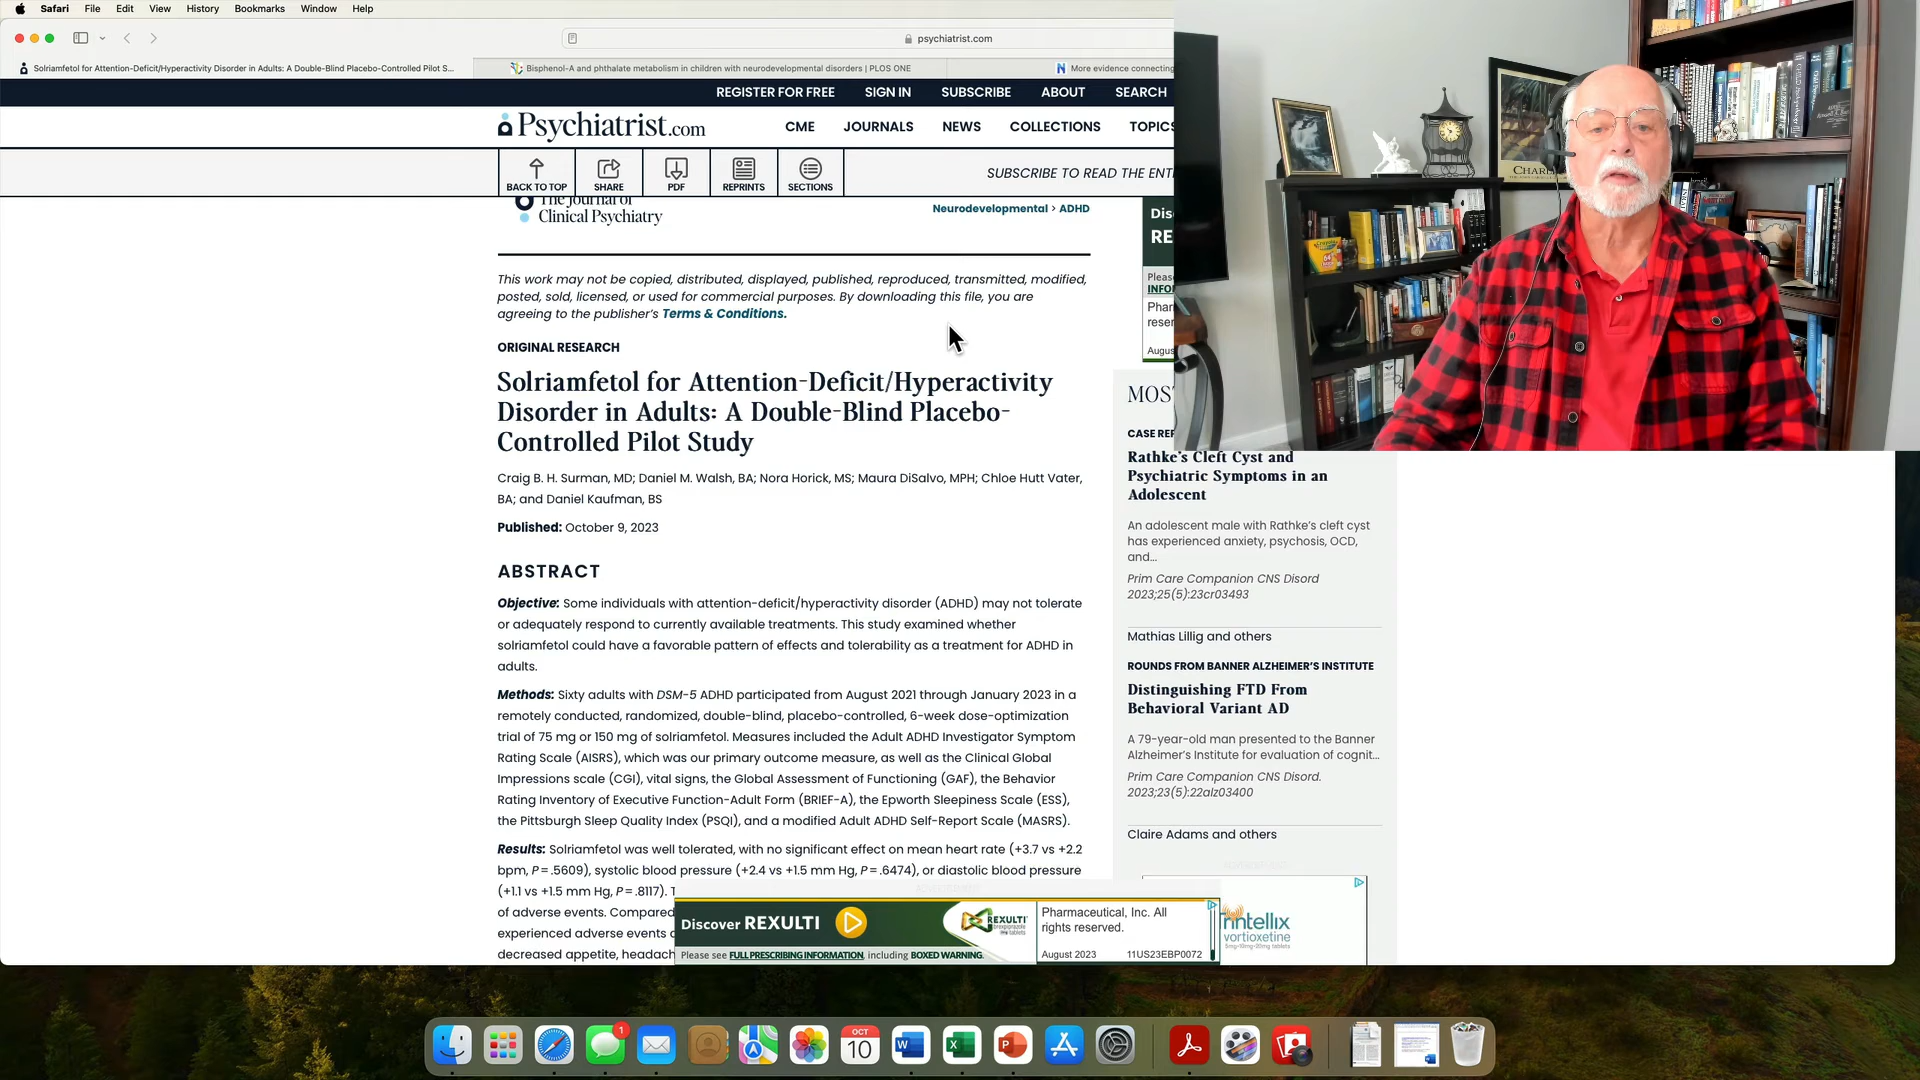 Safari File Edit View History Bookmarks Window Help
psychiatrist.com
Solriamfetol for Attention-Deficit/Hyperactivity Disorder in Adults: A Double-Blind Placebo-Controlled Pilot S...
Bisphenol-A and phthalate metabolism in children with neurodevelopmental disorders | PLOS ONE
More evidence connecting
REGISTER FOR FREE SIGN IN SUBSCRIBE ABOUT SEARCH
Psychiatrist.com
CME JOURNALS NEWS COLLECTIONS TOPICS
BACK TO TOP SHARE PDF REPRINTS SECTIONS
SUBSCRIBE TO READ THE ENTI
The Journal of
Clinical Psychiatry
Neurodevelopmental > ADHD
This work may not be copied, distributed, displayed, published, reproduced, transmitted, modified,
posted, sold, licensed, or used for commercial purposes. By downloading this file, you are
agreeing to the publisher's Terms & Conditions.
ORIGINAL RESEARCH
Solriamfetol for Attention-Deficit/Hyperactivity
Disorder in Adults: A Double-Blind Placebo-
Controlled Pilot Study
Craig B. H. Surman, MD; Daniel M. Walsh, BA; Nora Horick, MS; Maura DiSalvo, MPH; Chloe Hutt Vater,
BA; and Daniel Kaufman, BS
Published: October 9, 2023
ABSTRACT
Objective: Some individuals with attention-deficit/hyperactivity disorder (ADHD) may not tolerate
or adequately respond to currently available treatments. This study examined whether
solriamfetol could have a favorable pattern of effects and tolerability as a treatment for ADHD in
adults.
Methods: Sixty adults with DSM-5 ADHD participated from August 2021 through January 2023 in a
remotely conducted, randomized, double-blind, placebo-controlled, 6-week dose-optimization
trial of 75 mg or 150 mg of solriamfetol. Measures included the Adult ADHD Investigator Symptom
Rating Scale (AISRS), which was our primary outcome measure, as well as the Clinical Global
Impressions scale (CGI), vital signs, the Global Assessment of Functioning (GAF), the Behavior
Rating Inventory of Executive Function-Adult Form (BRIEF-A), the Epworth Sleepiness Scale (ESS),
the Pittsburgh Sleep Quality Index (PSQI), and a modified Adult ADHD Self-Report Scale (MASRS).
Results: Solriamfetol was well tolerated, with no significant effect on mean heart rate (+3.7 vs +2.2
bpm, P = .5609), systolic blood pressure (+2.4 vs +1.5 mm Hg, P = .6474), or diastolic blood pressure
(+1.1 vs +1.5 mm Hg, P = .8117). T
of adverse events. Compared
experienced adverse events
decreased appetite, headach
Dis
RE
Pleas
INFO
Phar
reser
Augus
MOS
CASE REP
Rathke's Cleft Cyst and
Psychiatric Symptoms in an
Adolescent
An adolescent male with Rathke's cleft cyst
has experienced anxiety, psychosis, OCD,
and...
Prim Care Companion CNS Disord
2023;25(5):23cr03493
Mathias Lillig and others
ROUNDS FROM BANNER ALZHEIMER'S INSTITUTE
Distinguishing FTD From
Behavioral Variant AD
A 79-year-old man presented to the Banner
Alzheimer's Institute for evaluation of cognit...
Prim Care Companion CNS Disord.
2023;23(5):22alz03400
Claire Adams and others
Discover REXULTI
REXULTI
brexpiprazole
Please see FULL PRESCRIBING INFORMATION, including BOXED WARNING.
Pharmaceutical, Inc. All
rights reserved.
August 2023 11US23EBP0072
rintellix
vortioxetine
5mg·10mg·20mg tablets
Crayola
64
CHARL
1
OCT
10
W
X
P